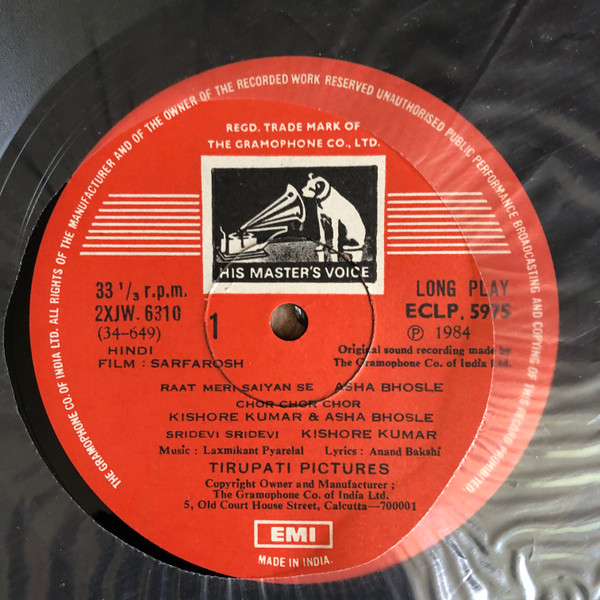 THE GRAMOPHONE CO. OF INDIA LTD. ALL RIGHTS OF THE MANUFACTURER AND OF THE OWNER OF THE RECORDED WORK RESERVED UNAUTHORISED PUBLIC PERFORMANCE BROADCASTING AND COPYING OF THIS RECORD PROHIBITED.
REGD. TRADE MARK OF
THE GRAMOPHONE CO., LTD.
HIS MASTER'S VOICE
33 1/3 r.p.m. LONG PLAY
2XJW. 6310 1 ECLP. 5975
(34-649) Ⓟ 1984
HINDI Original sound recording made by
FILM : SARFAROSH The Gramophone Co. of India Ltd.
RAAT MERI SAIYAN SE ASHA BHOSLE
CHOR CHOR CHOR
KISHORE KUMAR & ASHA BHOSLE
SRIDEVI SRIDEVI KISHORE KUMAR
Music : Laxmikant Pyarelal Lyrics : Anand Bakshi
TIRUPATI PICTURES
Copyright Owner and Manufacturer ;
The Gramophone Co. of India Ltd.
5, Old Court House Street, Calcutta—700001
EMI
MADE IN INDIA.